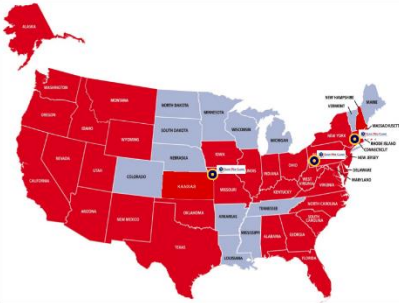 ALASKA
WASHINGTON
MONTANA
NORTH DAKOTA
MINNESOTA
OREGON
IDAHO
WYOMING
SOUTH DAKOTA
WISCONSIN
MICHIGAN
NEW HAMPSHIRE
VERMONT
MAINE
NEW YORK
MASSACHUSETTS
RHODE ISLAND
CONNECTICUT
NEW JERSEY
DELAWARE
MARYLAND
NEVADA
UTAH
COLORADO
NEBRASKA
IOWA
KANSAS
MISSOURI
INDIANA
OHIO
WEST VIRGINIA
VIRGINIA
KENTUCKY
CALIFORNIA
ARIZONA
NEW MEXICO
OKLAHOMA
ARKANSAS
TENNESSEE
NORTH CAROLINA
SOUTH CAROLINA
TEXAS
LOUISIANA
MISSISSIPPI
ALABAMA
GEORGIA
FLORIDA